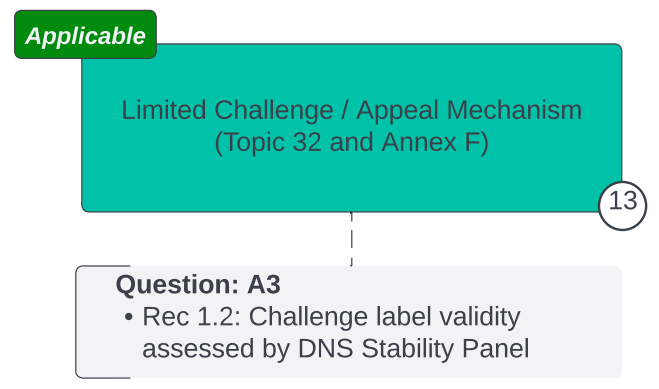 Applicable
Limited Challenge / Appeal Mechanism
(Topic 32 and Annex F)
13
Question: A3
• Rec 1.2: Challenge label validity
assessed by DNS Stability Panel